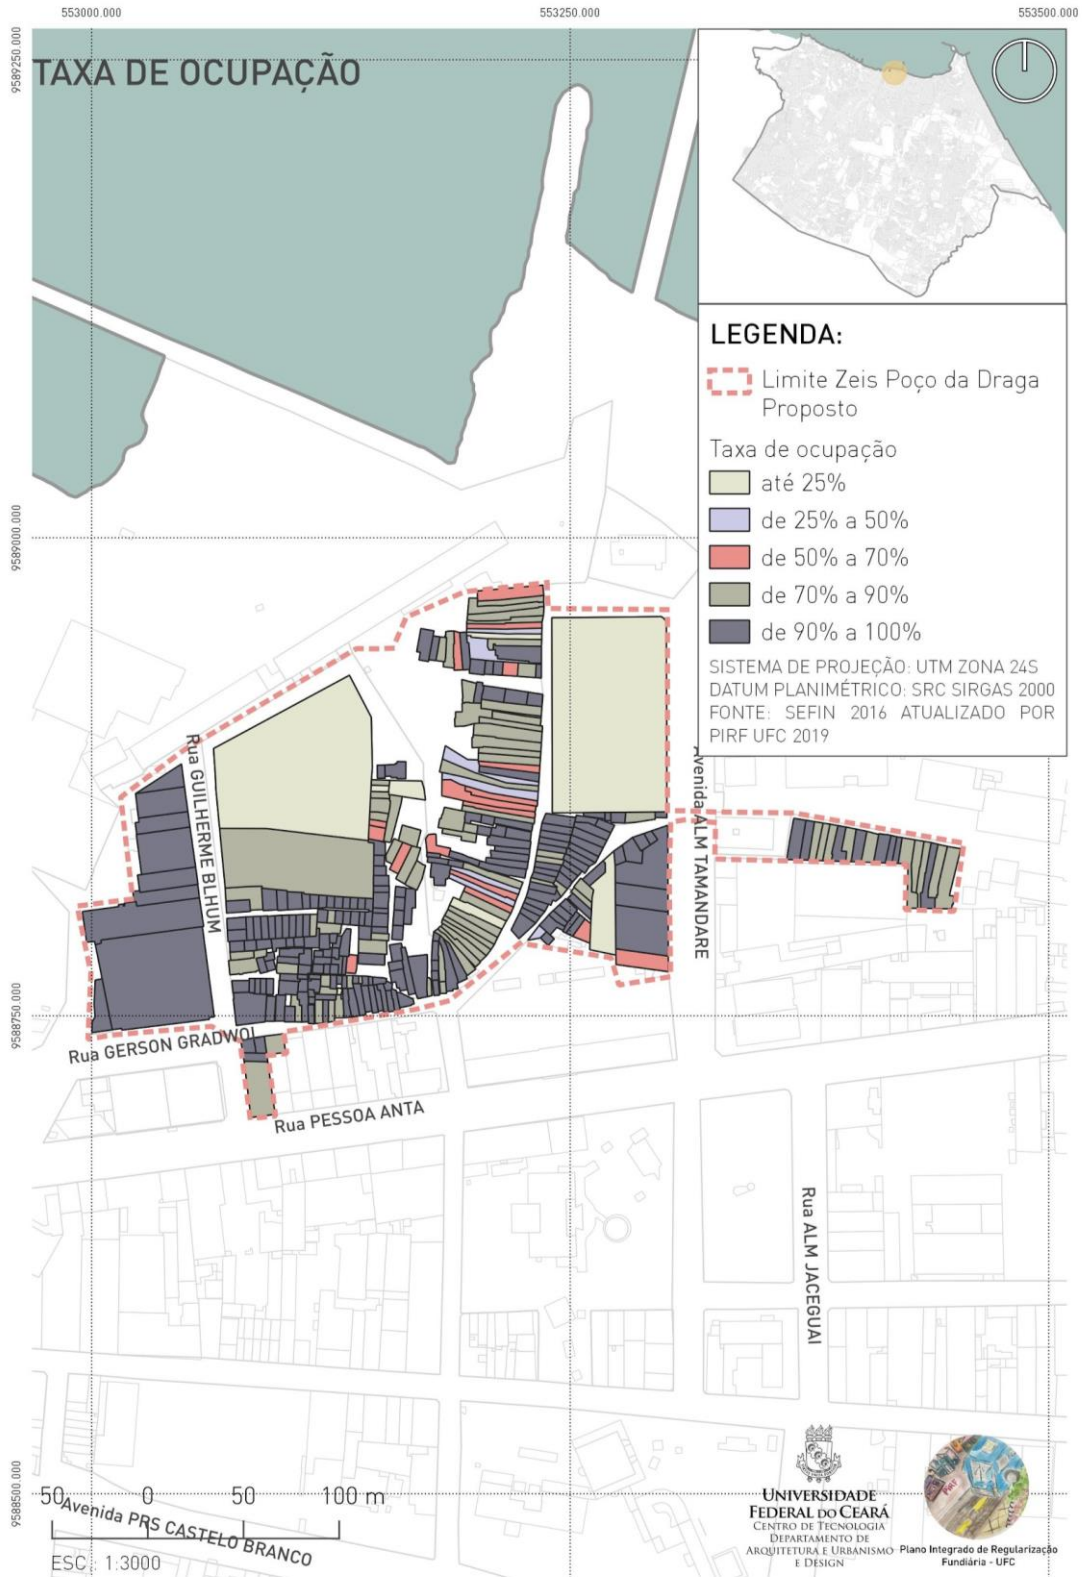 553000.000
553250.000
553500.000
9589250.000
TAXA DE OCUPAÇÃO
LEGENDA:
Limite Zeis Poço da Draga
Proposto
Taxa de ocupação
até 25%
de 25% a 50%
de 50% a 70%
de 70% a 90%
de 90% a 100%
SISTEMA DE PROJEÇÃO: UTM ZONA 24S
DATUM PLANIMÉTRICO: SRC SIRGAS 2000
FONTE: SEFIN 2016 ATUALIZADO POR
PIRF UFC 2019
9589000.000
Rua GUILHERME BLHUM
Avenida ALM TAMANDARE
9588750.000
Rua GERSON GRADWOL
Rua PESSOA ANTA
Rua ALM JACEGUAI
9588500.000
50 0 50 100 m
Avenida PRS CASTELO BRANCO
ESC.: 1:3000
UNIVERSIDADE
FEDERAL DO CEARÁ
CENTRO DE TECNOLOGIA
DEPARTAMENTO DE
ARQUITETURA E URBANISMO
E DESIGN
Plano Integrado de Regularização
Fundiária - UFC